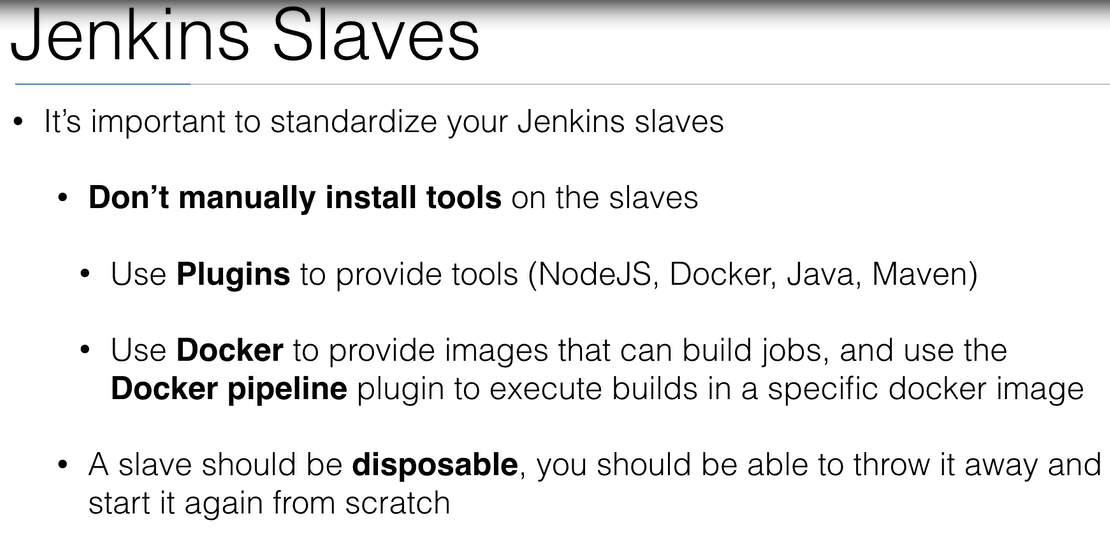 Jenkins Slaves
• It's important to standardize your Jenkins slaves
• Don't manually install tools on the slaves
• Use Plugins to provide tools (NodeJS, Docker, Java, Maven)
• Use Docker to provide images that can build jobs, and use the
Docker pipeline plugin to execute builds in a specific docker image
• A slave should be disposable, you should be able to throw it away and
start it again from scratch